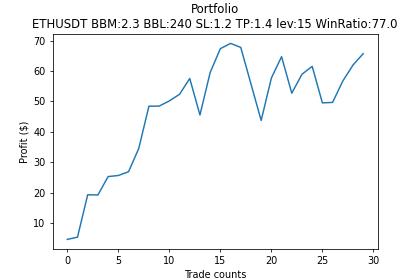 Portfolio
ETHUSDT BBM:2.3 BBL:240 SL:1.2 TP:1.4 lev:15 WinRatio:77.0
70
60
50
40
30
20
10
Profit ($)
0 5 10 15 20 25 30
Trade counts